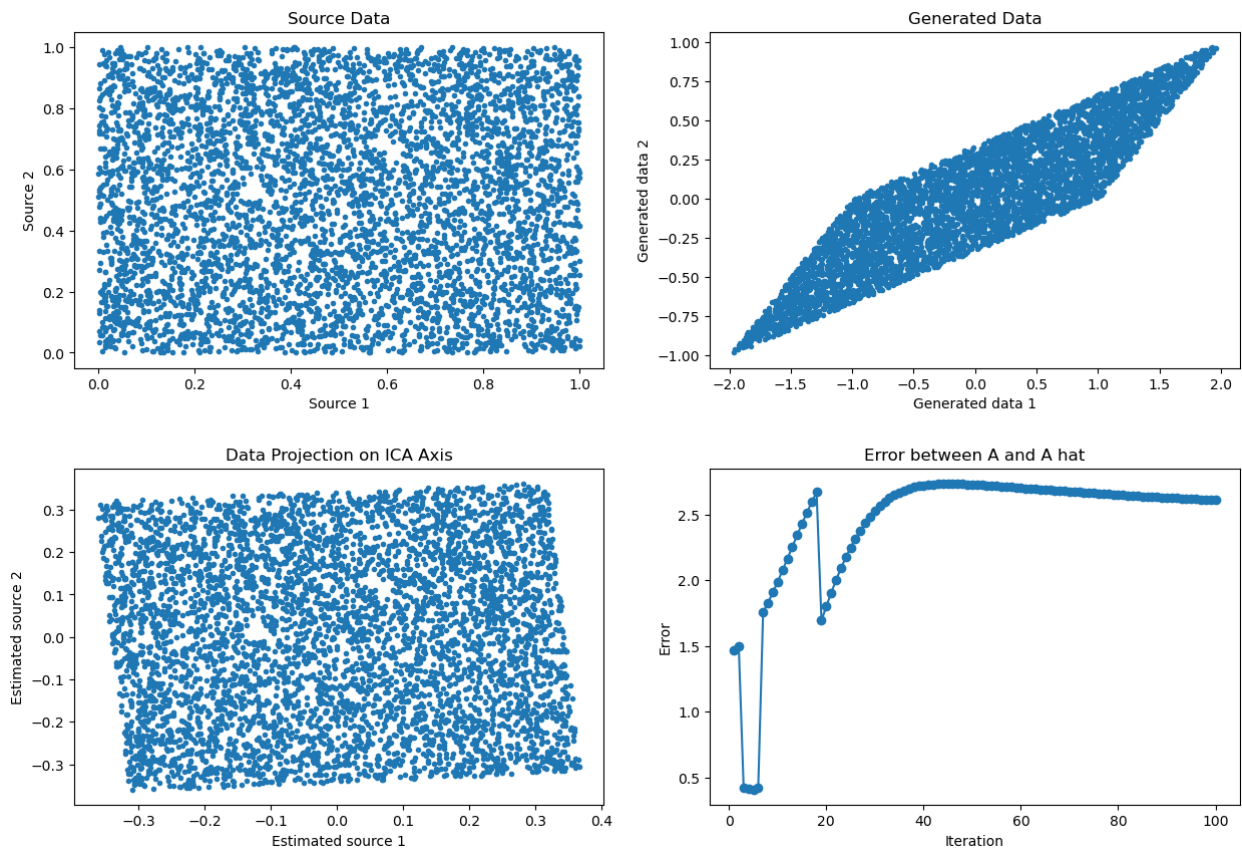 Source Data
1.0
0.8
0.6
0.4
0.2
0.0
Source 2
0.0 0.2 0.4 0.6 0.8 1.0
Source 1
Generated Data
1.00
0.75
0.50
0.25
0.00
−0.25
−0.50
−0.75
−1.00
Generated data 2
−2.0 −1.5 −1.0 −0.5 0.0 0.5 1.0 1.5 2.0
Generated data 1
Data Projection on ICA Axis
0.3
0.2
0.1
0.0
−0.1
−0.2
−0.3
Estimated source 2
−0.3 −0.2 −0.1 0.0 0.1 0.2 0.3 0.4
Estimated source 1
Error between A and A hat
2.5
2.0
1.5
1.0
0.5
Error
0 20 40 60 80 100
Iteration